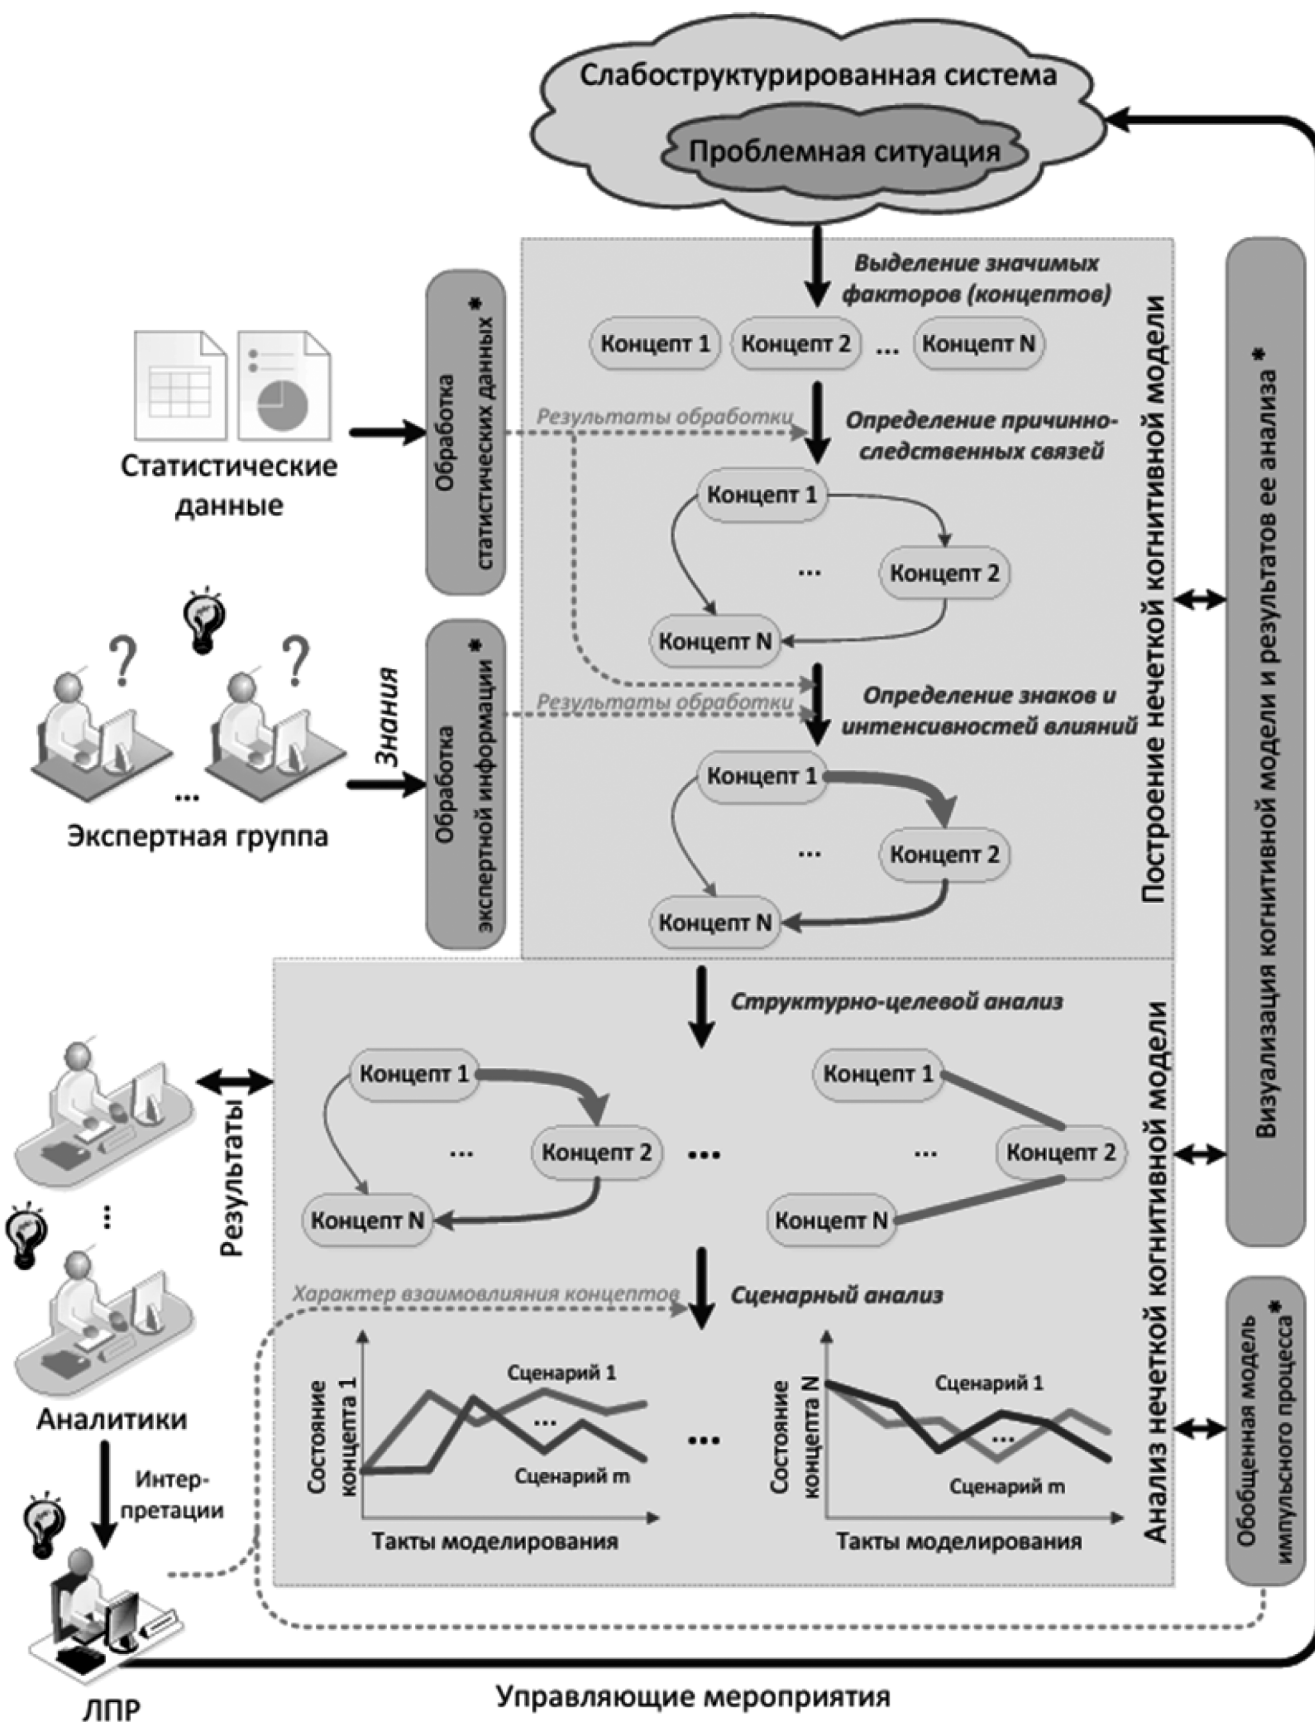 Слабоструктурированная система
Проблемная ситуация
Выделение значимых
факторов (концептов)
Концепт 1
Концепт 2
...
Концепт N
Статистические
данные
Обработка
статистических данных*
Результаты обработки
Определение причинно-
следственных связей
Концепт 1
...
Концепт 2
Концепт N
?
?
...
Экспертная группа
Знания
Обработка
экспертной информации*
Результаты обработки
Определение знаков и
интенсивностей влияний
Концепт 1
...
Концепт 2
Концепт N
Построение нечеткой когнитивной модели
Визуализация когнитивной модели и результатов ее анализа*
Структурно-целевой анализ
Концепт 1
...
Концепт 2
Концепт N
...
Концепт 1
...
Концепт 2
Концепт N
Результаты
...
Аналитики
Интер-
претации
ЛПР
Характер взаимовлияния концептов
Сценарный анализ
Состояние
концепта 1
Сценарий 1
...
Сценарий m
Такты моделирования
...
Состояние
концепта N
Сценарий 1
...
Сценарий m
Такты моделирования
Анализ нечеткой когнитивной модели
Обобщенная модель
импульсного процесса*
Управляющие мероприятия